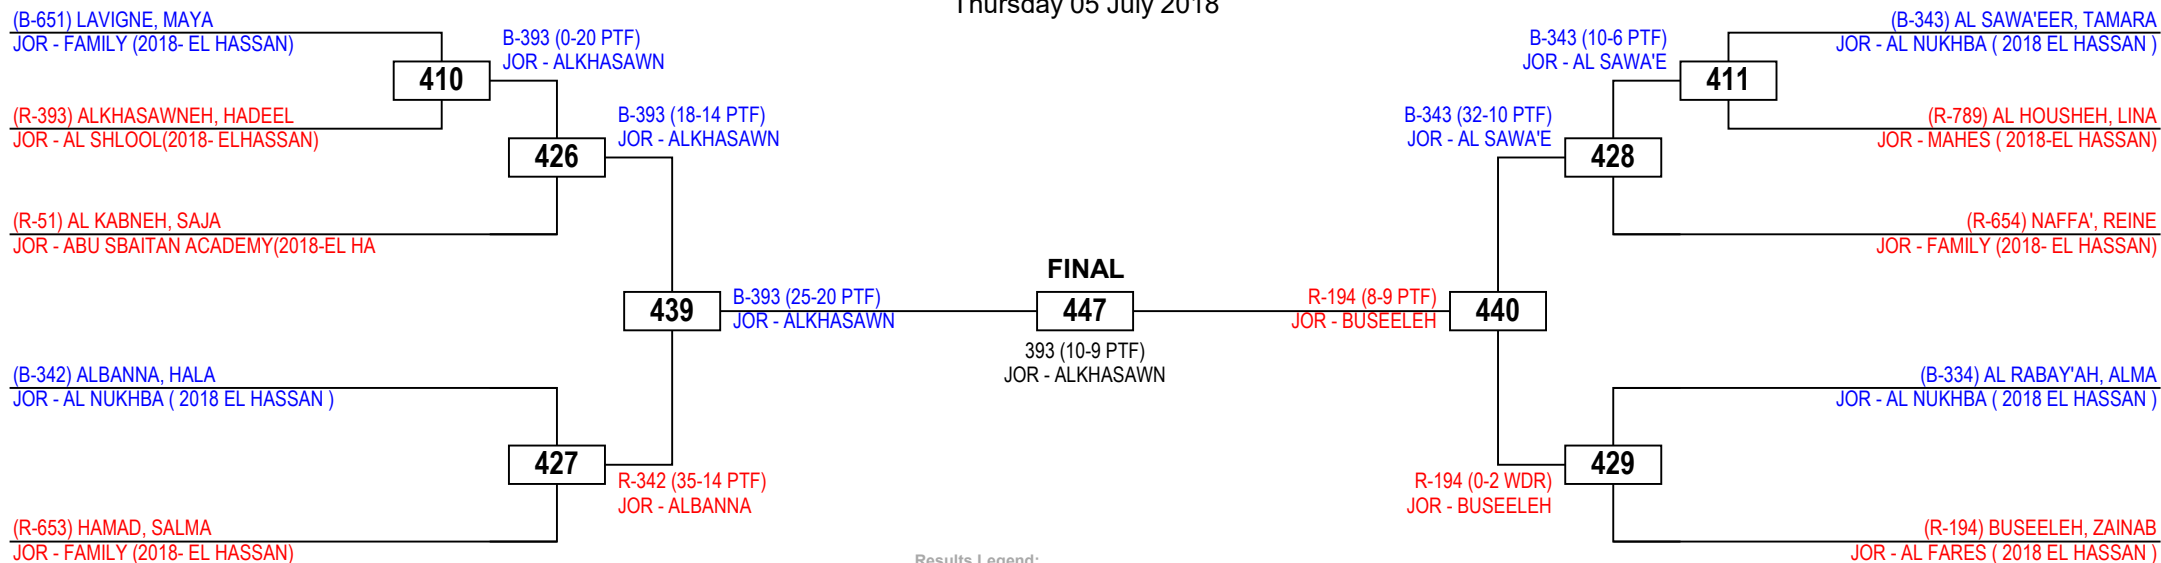 Thursday 05 July 2018
(B-651) LAVIGNE, MAYA
JOR - FAMILY (2018- EL HASSAN)
B-393 (0-20 PTF)
JOR - ALKHASAWN
410
(R-393) ALKHASAWNEH, HADEEL
JOR - AL SHLOOL(2018- ELHASSAN)
B-393 (18-14 PTF)
JOR - ALKHASAWN
426
(R-51) AL KABNEH, SAJA
JOR - ABU SBAITAN ACADEMY(2018-EL HA
439
B-393 (25-20 PTF)
JOR - ALKHASAWN
(B-342) ALBANNA, HALA
JOR - AL NUKHBA ( 2018 EL HASSAN )
427
R-342 (35-14 PTF)
JOR - ALBANNA
(R-653) HAMAD, SALMA
JOR - FAMILY (2018- EL HASSAN)
FINAL
447
393 (10-9 PTF)
JOR - ALKHASAWN
(B-343) AL SAWA'EER, TAMARA
JOR - AL NUKHBA ( 2018 EL HASSAN )
B-343 (10-6 PTF)
JOR - AL SAWA'E
411
(R-789) AL HOUSHEH, LINA
JOR - MAHES ( 2018-EL HASSAN)
B-343 (32-10 PTF)
JOR - AL SAWA'E
428
(R-654) NAFFA', REINE
JOR - FAMILY (2018- EL HASSAN)
R-194 (8-9 PTF)
JOR - BUSEELEH
440
(B-334) AL RABAY'AH, ALMA
JOR - AL NUKHBA ( 2018 EL HASSAN )
429
R-194 (0-2 WDR)
JOR - BUSEELEH
(R-194) BUSEELEH, ZAINAB
JOR - AL FARES ( 2018 EL HASSAN )
Results Legend: